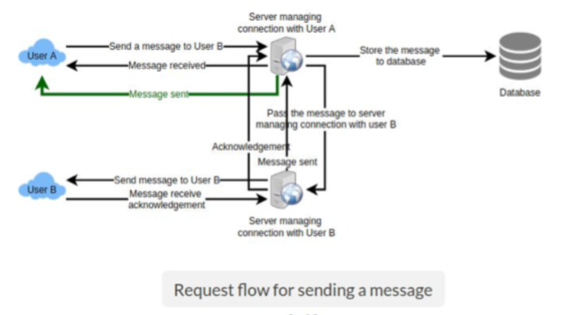 Server managing
connection with User A
User A
Send a message to User B
Message received
Message sent
Store the message
to database
Database
Pass the message to server
managing connection with user B
Acknowledgement
Message sent
User B
Send message to User B
Message receive
acknowledgement
Server managing
connection with User B
Request flow for sending a message